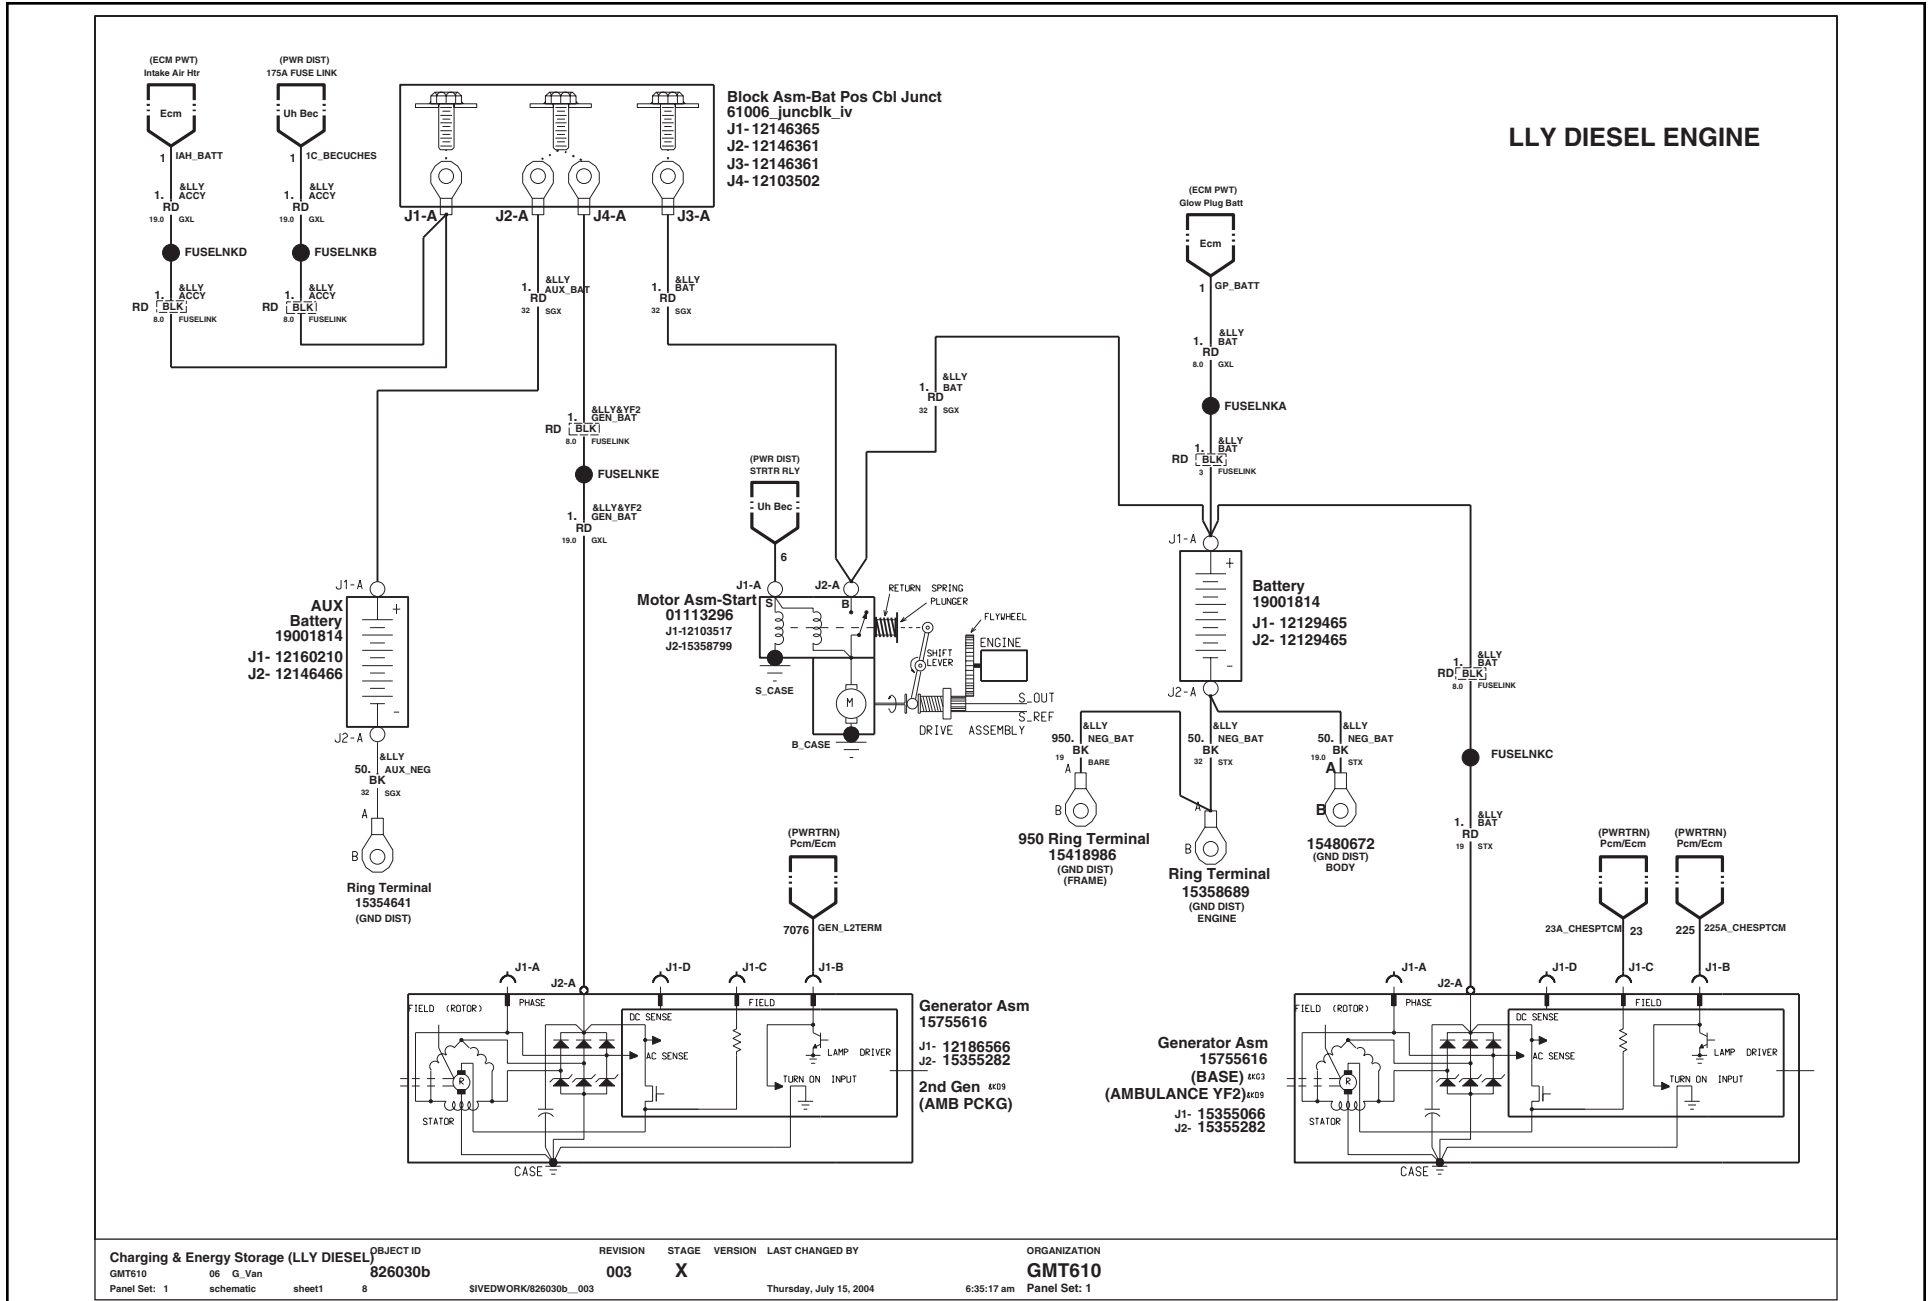 LLY DIESEL ENGINE
(ECM PWT)
Intake Air Htr
Ecm
1 IAH_BATT
&LLY
1. ACCY
RD
19.0 GXL
FUSELNKD
&LLY
1. ACCY
RD BLK
8.0 FUSELINK
(PWR DIST)
175A FUSE LINK
Uh Bec
1 1C_BECUCHES
&LLY
1. ACCY
RD
19.0 GXL
FUSELNKB
&LLY
1. ACCY
RD BLK
8.0 FUSELINK
J1-A
J2-A
J4-A
J3-A
Block Asm-Bat Pos Cbl Junct
61006_juncblk_iv
J1- 12146365
J2- 12146361
J3- 12146361
J4- 12103502
&LLY
1. AUX_BAT
RD
32 SGX
&LLY
1. BAT
RD
32 SGX
&LLY&YF2
1. GEN_BAT
RD BLK
8.0 FUSELINK
FUSELNKE
&LLY&YF2
1. GEN_BAT
RD
19.0 GXL
&LLY
1. BAT
RD
32 SGX
(ECM PWT)
Glow Plug Batt
Ecm
1 GP_BATT
&LLY
1. BAT
RD
8.0 GXL
FUSELNKA
&LLY
1. BAT
RD BLK
3 FUSELINK
(PWR DIST)
STRTR RLY
Uh Bec
6
J1-A
J2-A
S
B
Motor Asm-Start
01113296
J1-12103517
J2-15358799
RETURN SPRING
PLUNGER
FLYWHEEL
ENGINE
SHIFT
LEVER
S_CASE
M
S_OUT
S_REF
DRIVE ASSEMBLY
B_CASE
J1-A
+
AUX
Battery
19001814
J1- 12160210
J2- 12146466
-
J2-A
&LLY
50. AUX_NEG
BK
32 SGX
A
B
Ring Terminal
15354641
(GND DIST)
J1-A
+
Battery
19001814
J1- 12129465
J2- 12129465
-
J2-A
&LLY
950. NEG_BAT
BK
19 BARE
A
B
950 Ring Terminal
15418986
(GND DIST)
(FRAME)
&LLY
50. NEG_BAT
BK
32 STX
A
B
Ring Terminal
15358689
(GND DIST)
ENGINE
&LLY
50. NEG_BAT
BK
19.0 STX
A
B
15480672
(GND DIST)
BODY
&LLY
1. BAT
RD BLK
8.0 FUSELINK
FUSELNKC
&LLY
1. BAT
RD
19 STX
(PWRTRN)
Pcm/Ecm
7076 GEN_L2TERM
J1-A
J2-A
J1-D
J1-C
J1-B
FIELD (ROTOR)
PHASE
DC SENSE
FIELD
AC SENSE
LAMP DRIVER
TURN ON INPUT
R
STATOR
CASE
Generator Asm
15755616
J1- 12186566
J2- 15355282
2nd Gen &KD9
(AMB PCKG)
(PWRTRN)
Pcm/Ecm
23A_CHESPTCM 23
(PWRTRN)
Pcm/Ecm
225 225A_CHESPTCM
J1-A
J2-A
J1-D
J1-C
J1-B
Generator Asm
15755616
(BASE) &KG3
(AMBULANCE YF2)&KD9
J1- 15355066
J2- 15355282
FIELD (ROTOR)
PHASE
DC SENSE
FIELD
AC SENSE
LAMP DRIVER
TURN ON INPUT
R
STATOR
CASE
Charging & Energy Storage (LLY DIESEL) OBJECT ID REVISION STAGE VERSION LAST CHANGED BY ORGANIZATION
GMT610 06 G_Van 826030b 003 X GMT610
Panel Set: 1 schematic sheet1 8 $IVEDWORK/826030b__003 Thursday, July 15, 2004 6:35:17 am Panel Set: 1